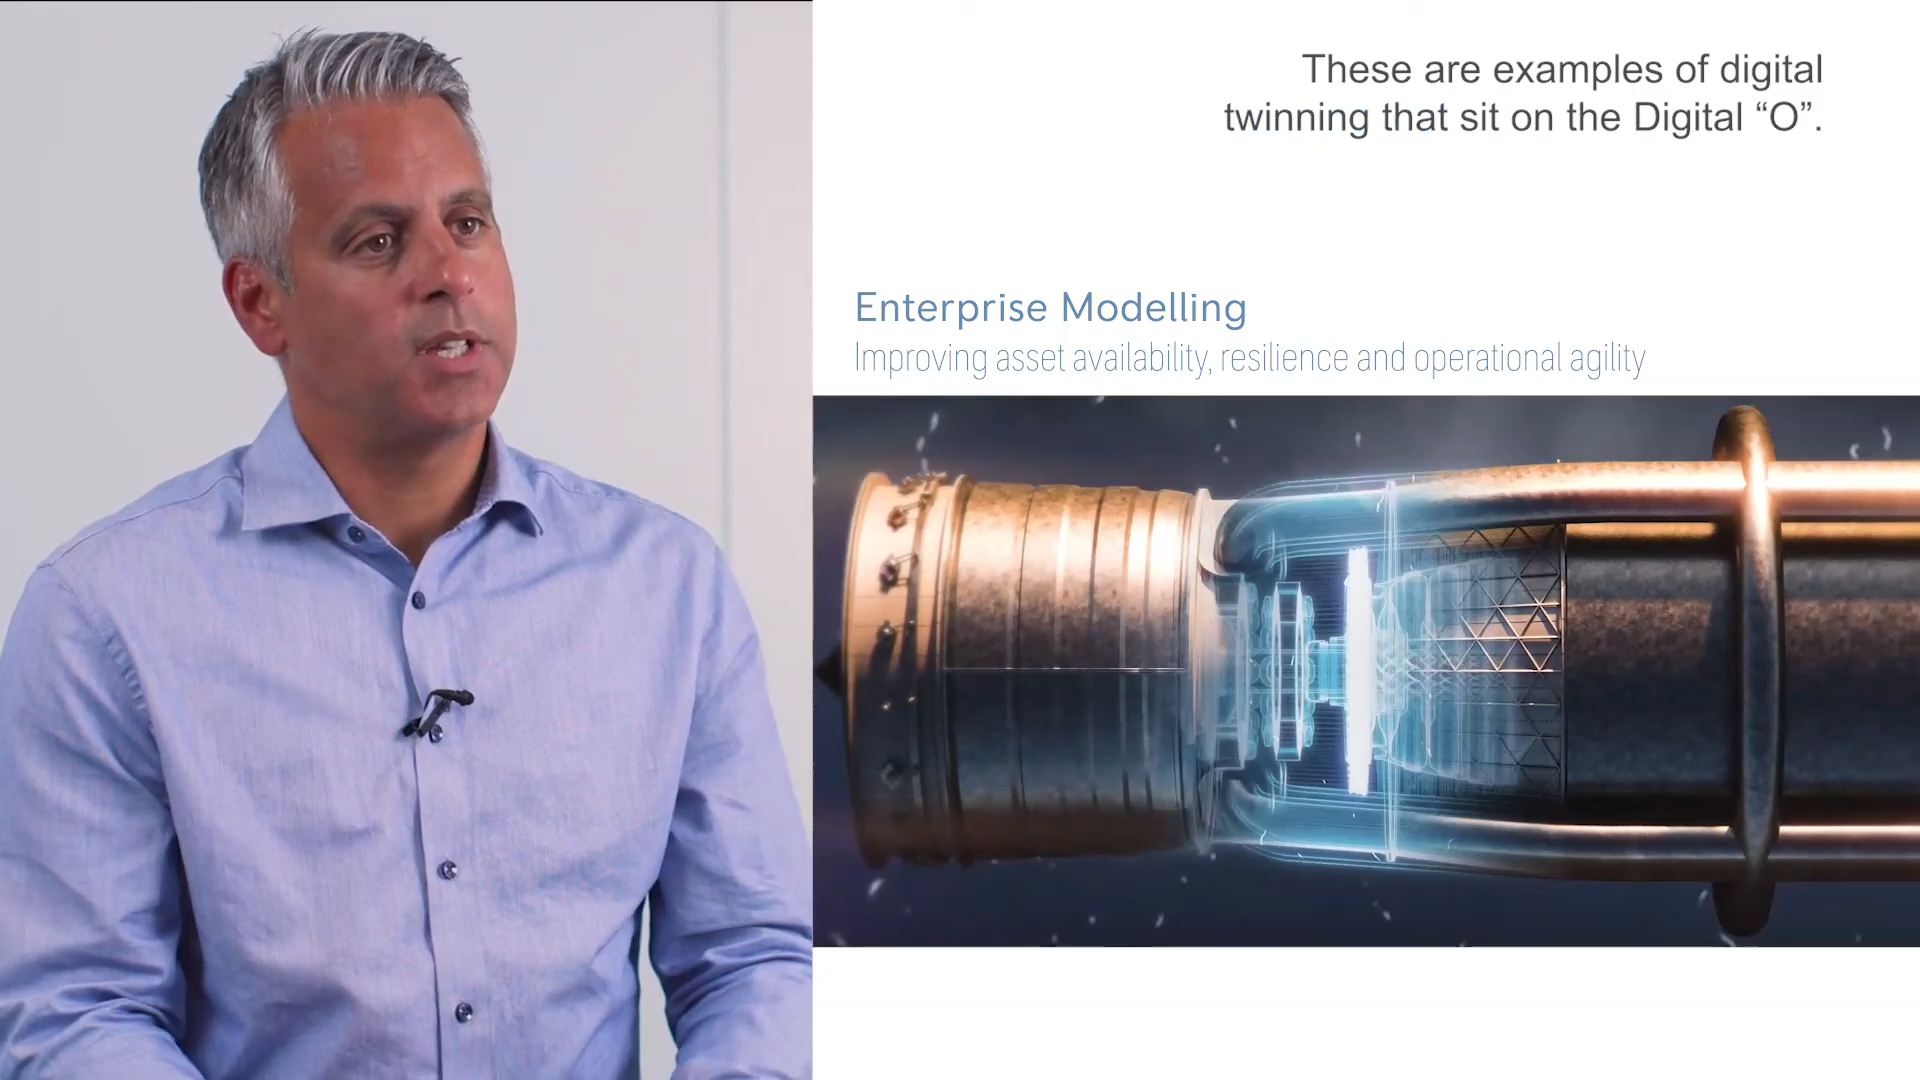 These are examples of digital
twinning that sit on the Digital “O”.
Enterprise Modelling
Improving asset availability, resilience and operational agility